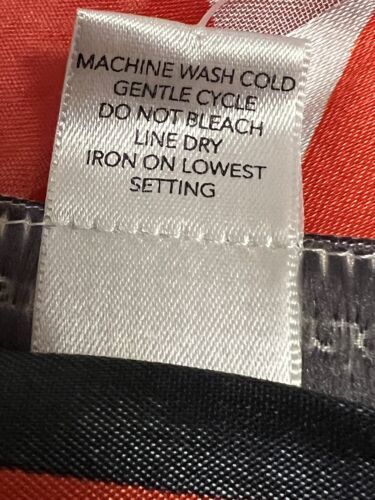 MACHINE WASH COLD
GENTLE CYCLE
DO NOT BLEACH
LINE DRY
IRON ON LOWEST
SETTING